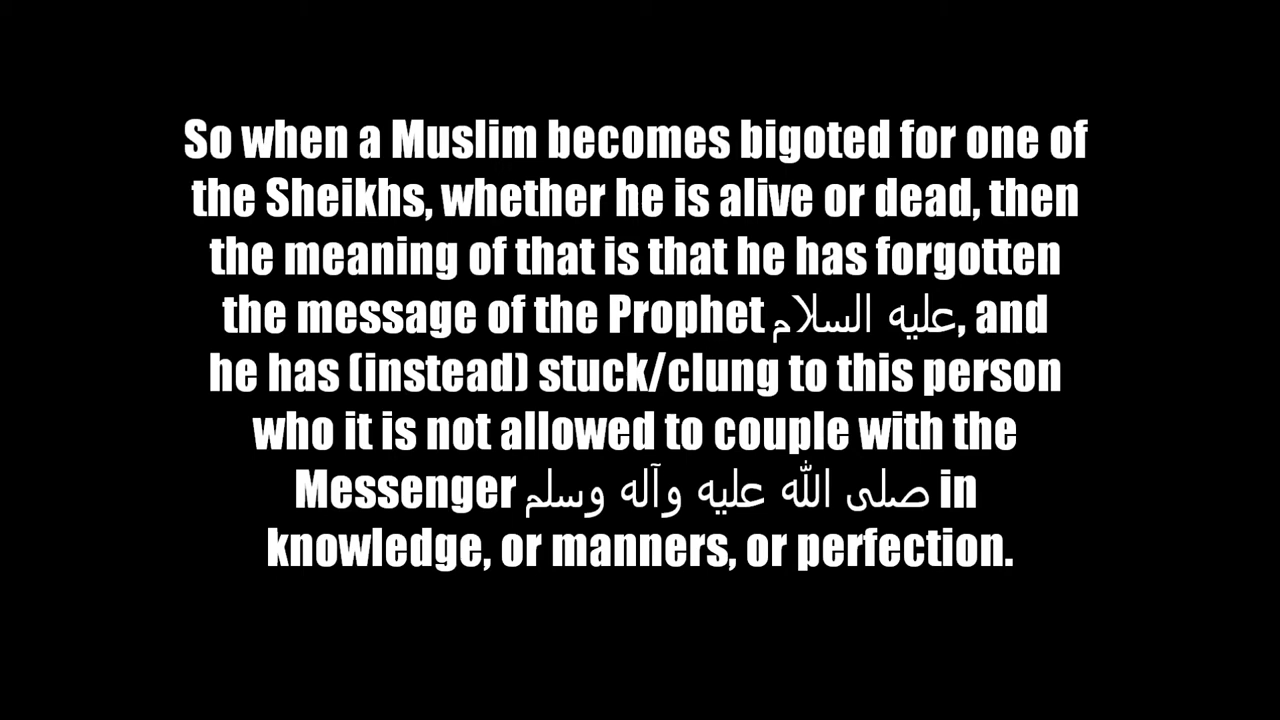 So when a Muslim becomes bigoted for one of
the Sheikhs, whether he is alive or dead, then
the meaning of that is that he has forgotten
the message of the Prophet عليه السلام, and
he has (instead) stuck/clung to this person
who it is not allowed to couple with the
Messenger صلى الله عليه وآله وسلم in
knowledge, or manners, or perfection.